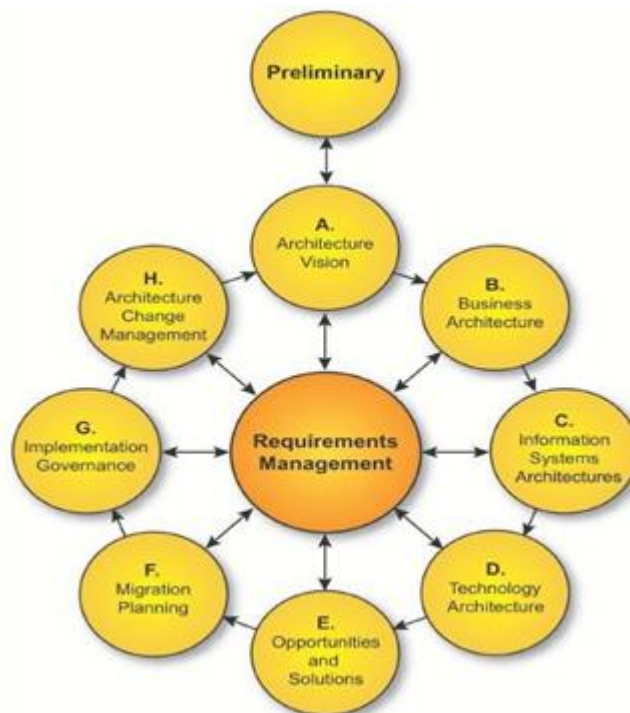 Preliminary
A.
Architecture
Vision
B.
Business
Architecture
C.
Information
Systems
Architectures
D.
Technology
Architecture
E.
Opportunities
and
Solutions
F.
Migration
Planning
G.
Implementation
Governance
H.
Architecture
Change
Management
Requirements
Management